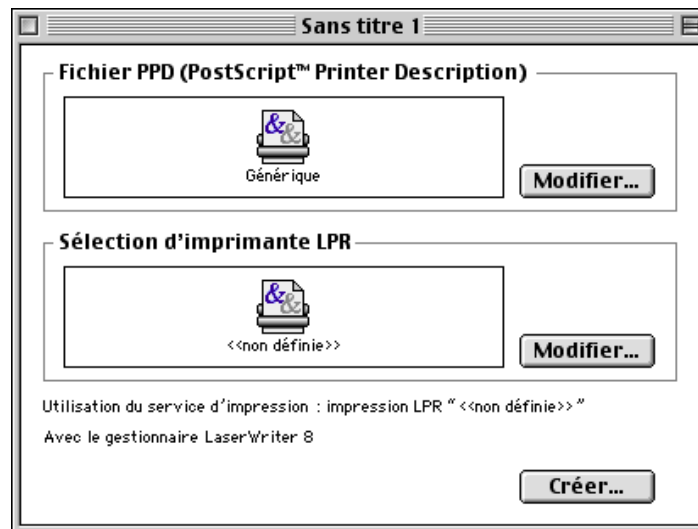 Sans titre 1
Fichier PPD (PostScript™ Printer Description)
Générique
Modifier...
Sélection d'imprimante LPR
<<non définie>>
Modifier...
Utilisation du service d'impression : impression LPR “ <<non définie>> ”
Avec le gestionnaire LaserWriter 8
Créer...